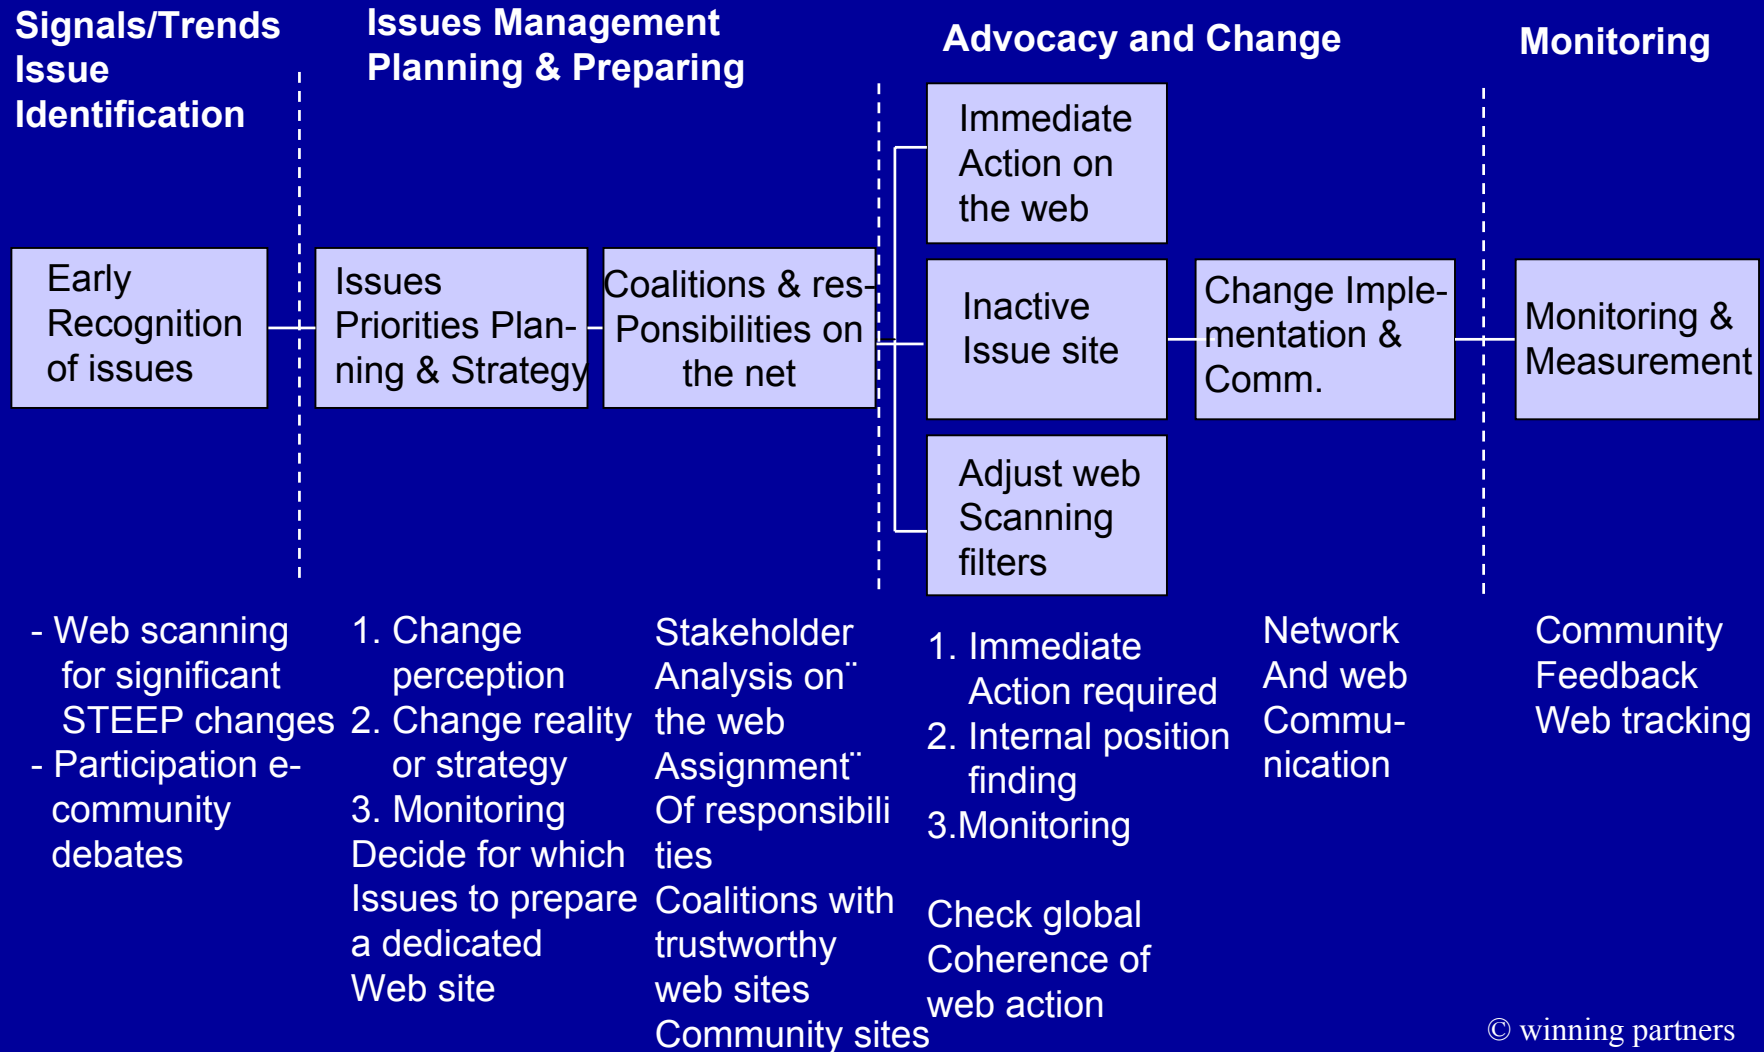 Signals/Trends
Issue
Identification
Issues Management
Planning & Preparing
Advocacy and Change
Monitoring
Early
Recognition
of issues
Issues
Priorities Plan-
ning & Strategy
Coalitions & res-
Ponsibilities on
the net
Immediate
Action on
the web
Inactive
Issue site
Adjust web
Scanning
filters
Change Imple-
mentation &
Comm.
Monitoring &
Measurement
- Web scanning
for significant
STEEP changes
- Participation e-
community
debates
1. Change
perception
2. Change reality
or strategy
3. Monitoring
Decide for which
Issues to prepare
a dedicated
Web site
Stakeholder
Analysis on¨
the web
Assignment¨
Of responsibili
ties
Coalitions with
trustworthy
web sites
Community sites
1. Immediate
Action required
2. Internal position
finding
3.Monitoring
Check global
Coherence of
web action
Network
And web
Commu-
nication
Community
Feedback
Web tracking
© winning partners